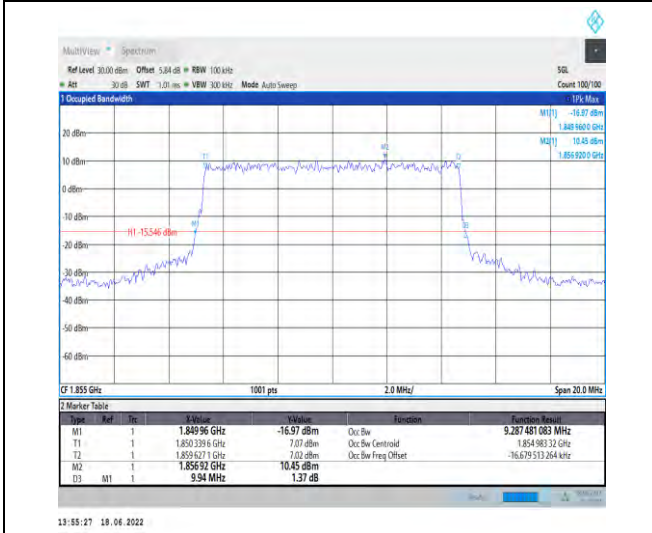 MultiView Spectrum
Ref Level 30.00 dBm Offset 5.84 dB RBW 100 kHz SGL
Att 30 dB SWT 1.01 ms VBW 300 kHz Mode Auto Sweep Count 100/100
1 Occupied Bandwidth 1Pk Max
M1[1] -16.97 dBm
1.849 960 0 GHz
M2[1] 10.45 dBm
1.856 920 0 GHz
20 dBm
M2
T1
10 dBm
0 dBm
-10 dBm
M1
H1 -15.546 dBm
-20 dBm
-30 dBm
-40 dBm
-50 dBm
-60 dBm
CF 1.855 GHz 1001 pts 2.0 MHz/ Span 20.0 MHz
2 Marker Table
Type Ref Trc X-Value Y-Value Function Function Result
M1 1 1.849 96 GHz -16.97 dBm Occ Bw 9.287 481 083 MHz
T1 1 1.850 339 6 GHz 7.07 dBm Occ Bw Centroid 1.854 983 32 GHz
T2 1 1.859 627 1 GHz 7.02 dBm Occ Bw Freq Offset -16.679 513 264 kHz
M2 1 1.856 92 GHz 10.45 dBm
D3 M1 1 9.94 MHz 1.37 dB
13:55:27 18.06.2022